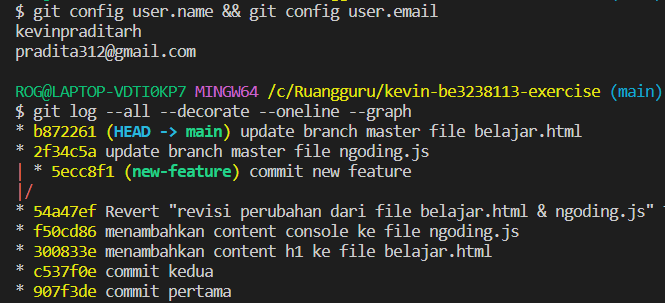 $ git config user.name && git config user.email
kevinpraditarh
pradita312@gmail.com
ROG@LAPTOP-VDTI0KP7 MINGW64 /c/Ruangguru/kevin-be3238113-exercise (main)
$ git log --all --decorate --oneline --graph
* b872261 (HEAD -> main) update branch master file belajar.html
* 2f34c5a update branch master file ngoding.js
| * 5ecc8f1 (new-feature) commit new feature
|/
* 54a47ef Revert "revisi perubahan dari file belajar.html & ngoding.js"
* f50cd86 menambahkan content console ke file ngoding.js
* 300833e menambahkan content h1 ke file belajar.html
* c537f0e commit kedua
* 907f3de commit pertama